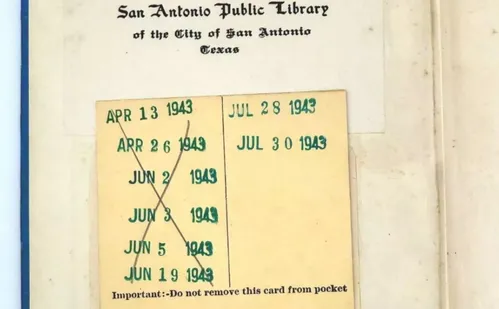 San Antonio Public Library
of the City of San Antonio
Texas
APR 13 1943 JUL 28 1943
APR 26 1943 JUL 30 1943
JUN 2 1943
JUN 3 1943
JUN 5 1943
JUN 19 1943
Important:-Do not remove this card from pocket